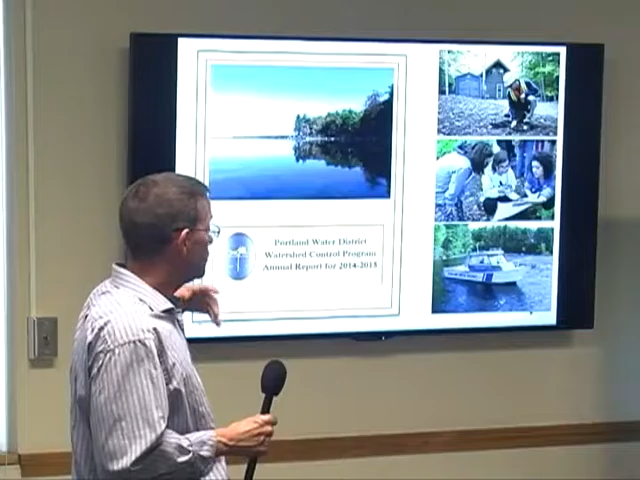 Portland Water District
Watershed Control Program
Annual Report for 2014-2015